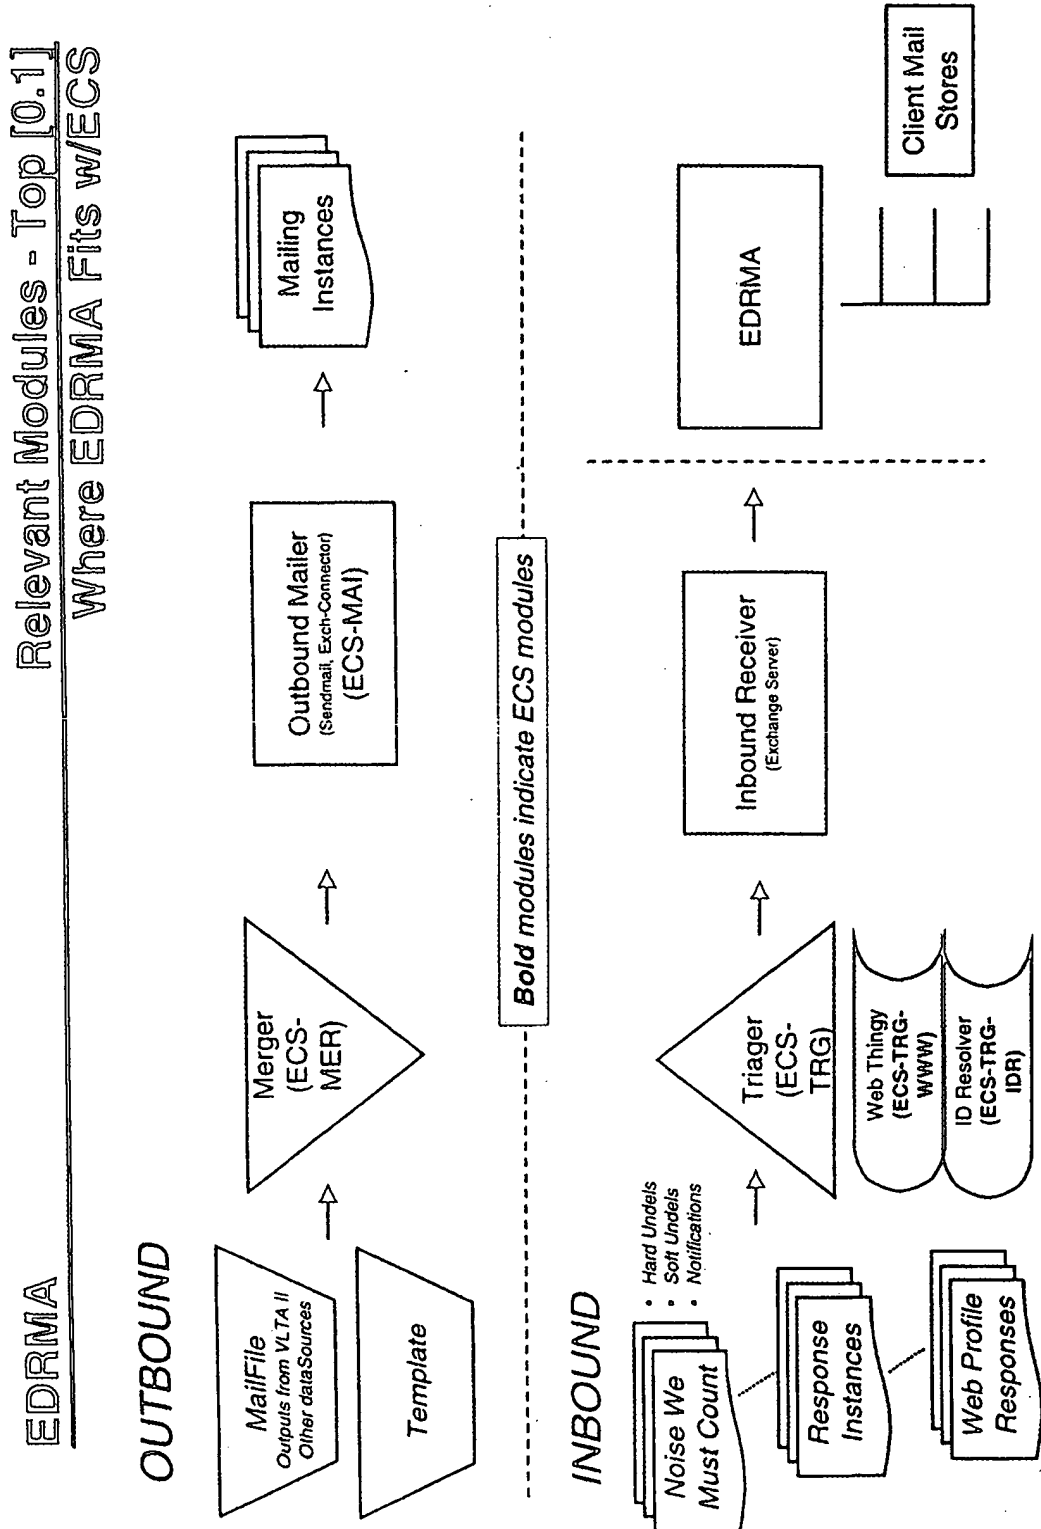 EDRMA
Relevant Modules - Top [0.1]
Where EDRMA Fits w/ECS
OUTBOUND
MailFile
Outputs from VLTA II
Other dataSources
Template
Merger
(ECS-
MER)
Outbound Mailer
(Sendmail, Exch-Connector)
(ECS-MAI)
Mailing
Instances
Bold modules indicate ECS modules
INBOUND
Noise We
Must Count
• Hard Undels
• Soft Undels
• Notifications
Response
Instances
Web Profile
Responses
Triager
(ECS-
TRG)
Web Thingy
(ECS-TRG-
WWW)
ID Resolver
(ECS-TRG-
IDR)
Inbound Receiver
(Exchange Server)
EDRMA
Client Mail
Stores